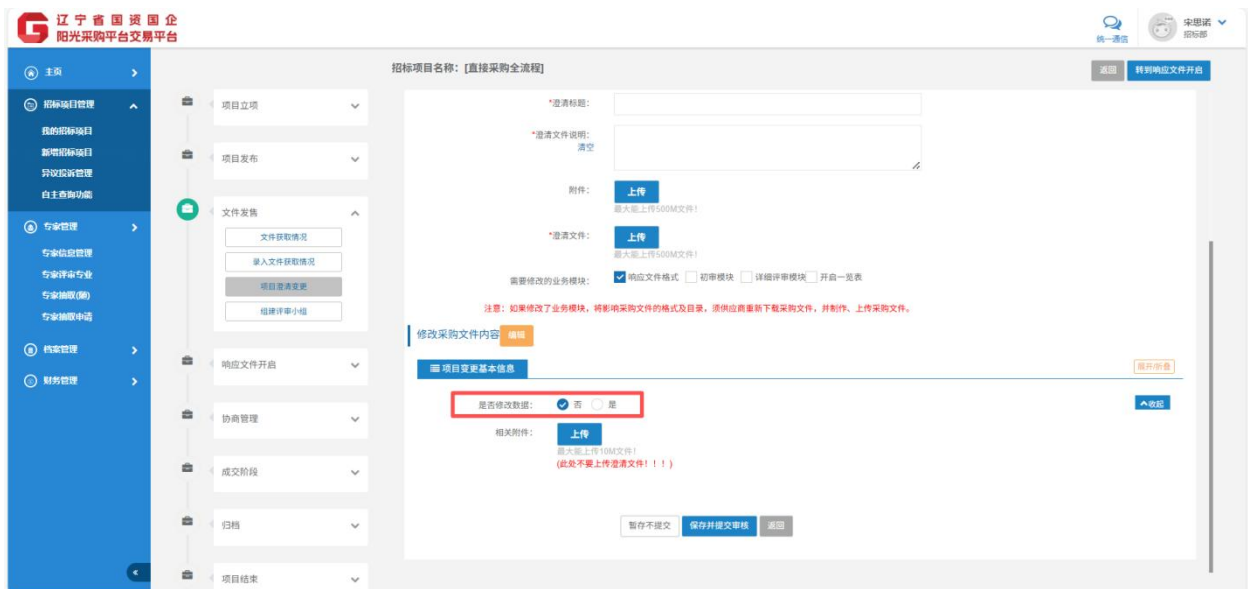 辽宁省国资国企
阳光采购平台交易平台
统一通信
宋思诺
招标部
主页
招标项目管理
我的招标项目
新增招标项目
异议投诉管理
自主查询功能
专家管理
专家信息管理
专家评审专业
专家抽取(随)
专家抽取申请
档案管理
财务管理
招标项目名称：[直接采购全流程]
返回
转到响应文件开启
项目立项
项目发布
文件发售
文件获取情况
录入文件获取情况
项目澄清变更
组建评审小组
响应文件开启
协商管理
成交阶段
归档
项目结束
*澄清标题：
*澄清文件说明：
清空
附件：
上传
最大能上传500M文件！
*澄清文件：
上传
最大能上传500M文件！
需要修改的业务模块：
响应文件格式 初审模块 详细评审模块 开启一览表
注意：如果修改了业务模块，将影响采购文件的格式及目录，须供应商重新下载采购文件，并制作、上传采购文件。
修改采购文件内容 编辑
项目变更基本信息
展开/折叠
是否修改数据： 否 是
收起
相关附件：
上传
最大能上传10M文件！
(此处不要上传澄清文件！！！)
暂存不提交 保存并提交审核 返回